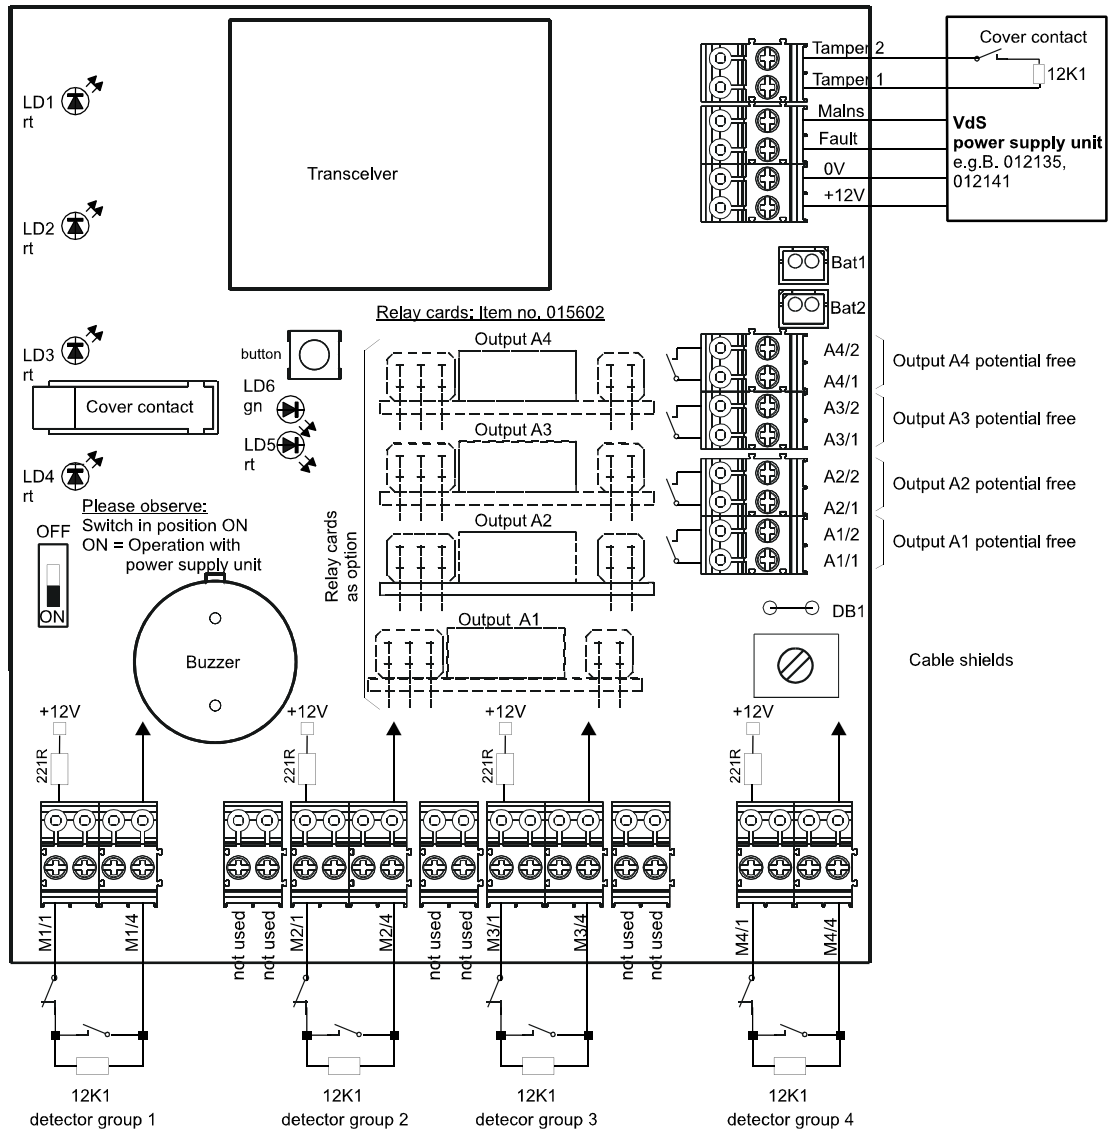 Transcelver
LD1
rt
LD2
rt
LD3
rt
Cover contact
LD4
rt
button
LD6
gn
LD5
rt
Please observe:
Switch in position ON
ON = Operation with
power supply unit
OFF
ON
Buzzer
Relay cards: Item no, 015602
Output A4
Output A3
Output A2
Output A1
Relay cards
as option
Tamper 2
Tamper 1
Mains
Fault
0V
+12V
Cover contact
12K1
VdS
power supply unit
e.g.B. 012135,
012141
Bat1
Bat2
A4/2
A4/1
Output A4 potential free
A3/2
A3/1
Output A3 potential free
A2/2
A2/1
Output A2 potential free
A1/2
A1/1
Output A1 potential free
DB1
Cable shields
+12V
221R
+12V
221R
+12V
221R
+12V
221R
M1/1
M1/4
not used
not used
M2/1
M2/4
not used
not used
M3/1
M3/4
not used
not used
M4/1
M4/4
12K1
detector group 1
12K1
detector group 2
12K1
detecor group 3
12K1
detector group 4